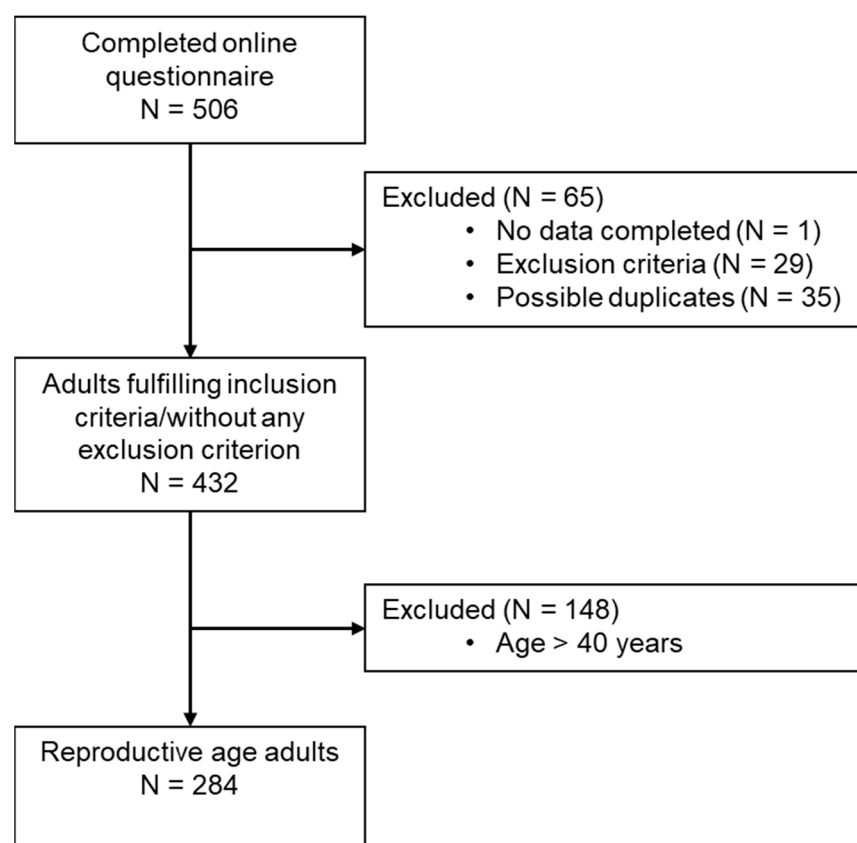 Completed online
questionnaire
N = 506
Excluded (N = 65)
• No data completed (N = 1)
• Exclusion criteria (N = 29)
• Possible duplicates (N = 35)
Adults fulfilling inclusion
criteria/without any
exclusion criterion
N = 432
Excluded (N = 148)
• Age > 40 years
Reproductive age adults
N = 284